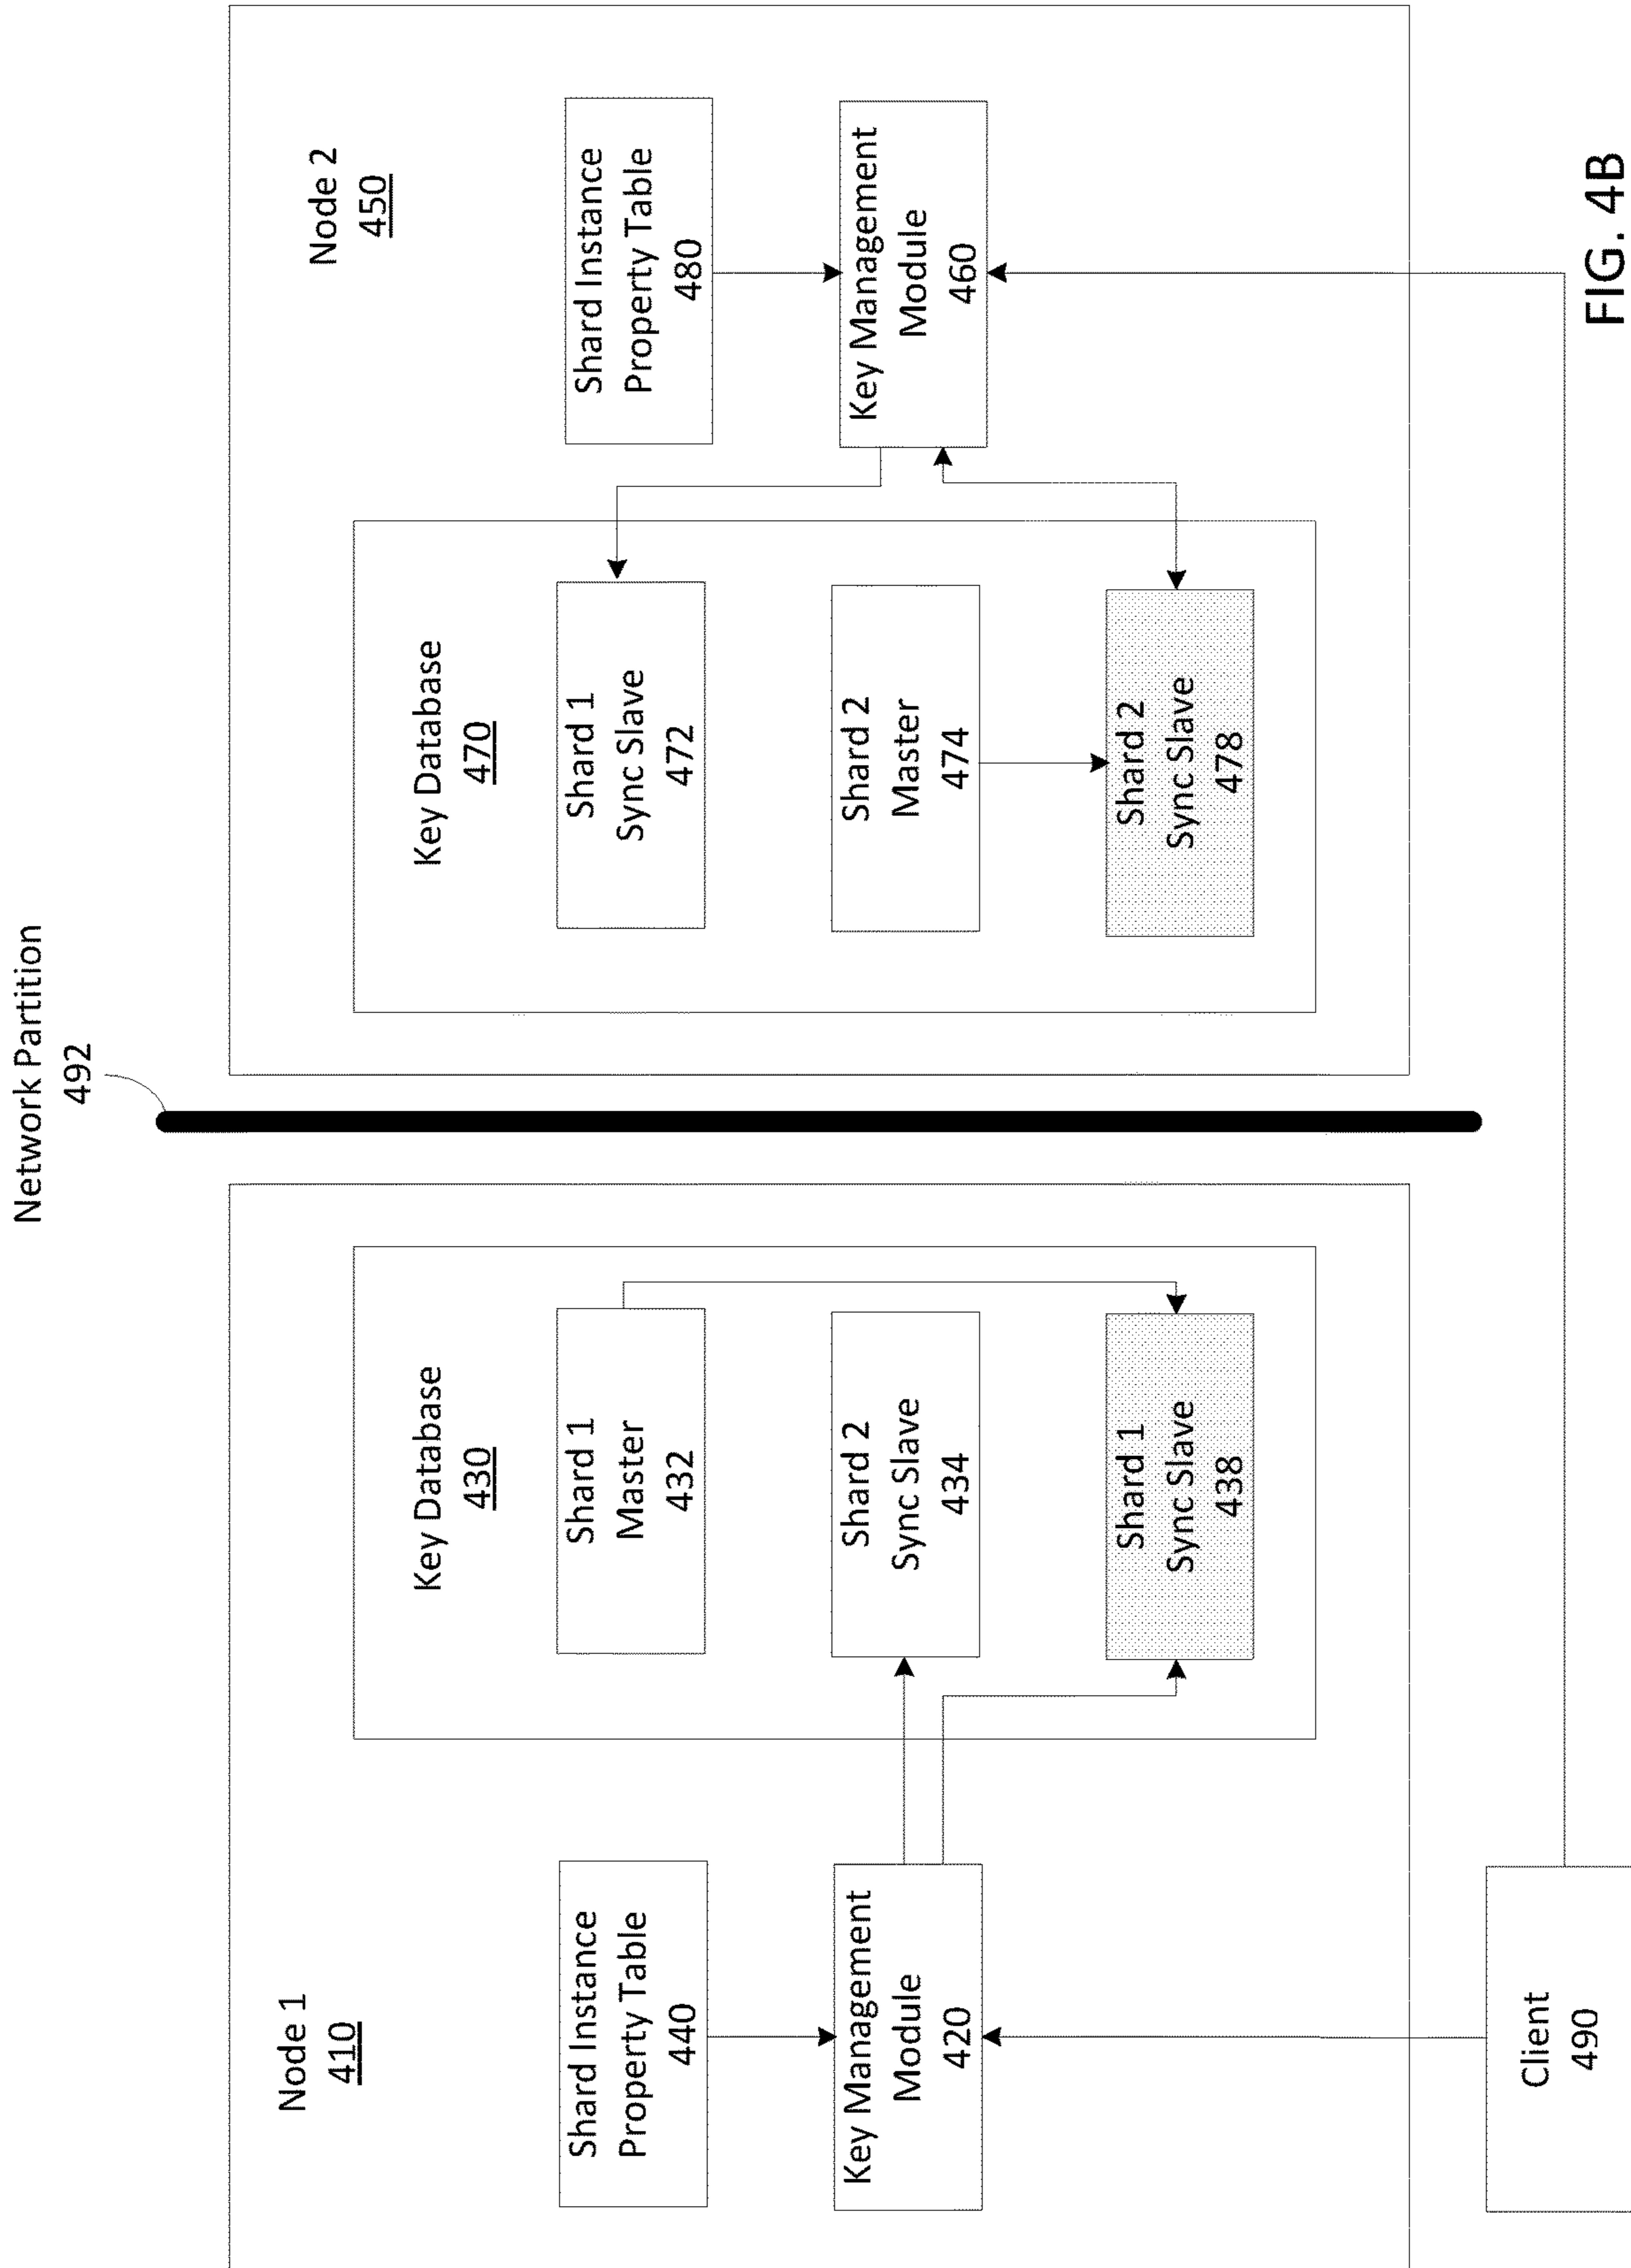 Network Partition
492
Node 1
410
Shard Instance
Property Table
440
Key Management
Module
420
Key Database
430
Shard 1
Master
432
Shard 2
Sync Slave
434
Shard 1
Sync Slave
438
Node 2
450
Key Database
470
Shard 1
Sync Slave
472
Shard 2
Master
474
Shard 2
Sync Slave
478
Shard Instance
Property Table
480
Key Management
Module
460
Client
490
FIG. 4B